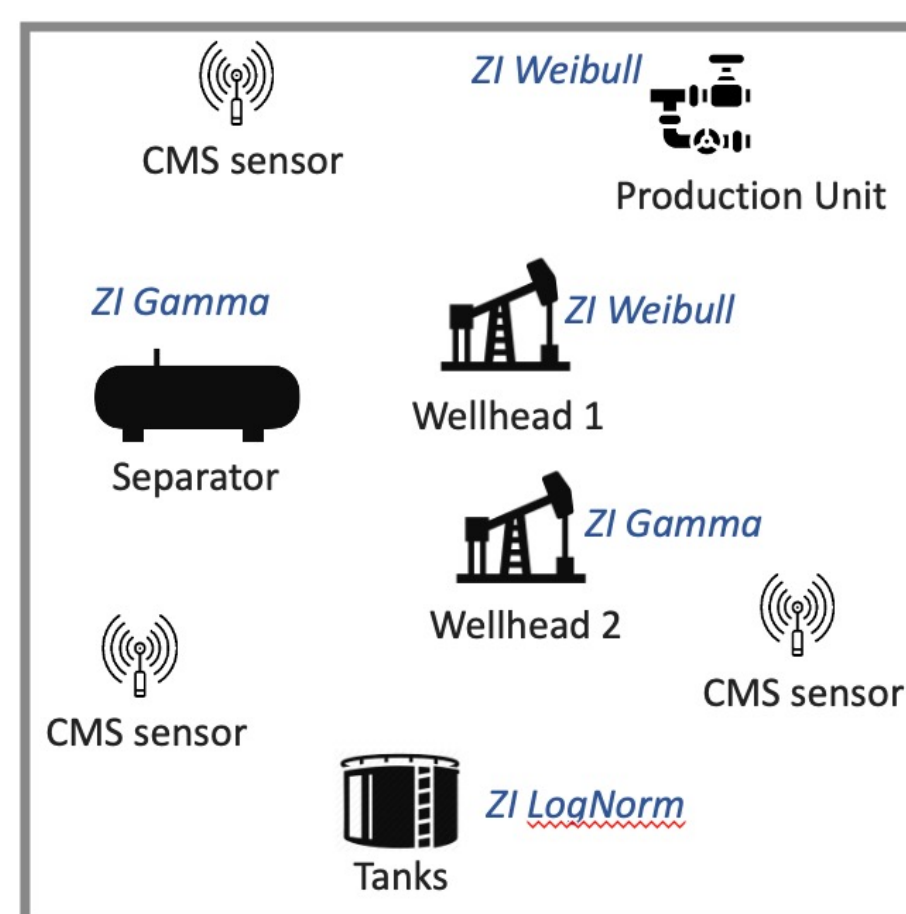 ZI Weibull
CMS sensor
Production Unit
ZI Gamma
ZI Weibull
Wellhead 1
Separator
ZI Gamma
Wellhead 2
CMS sensor
CMS sensor
ZI LogNorm
Tanks